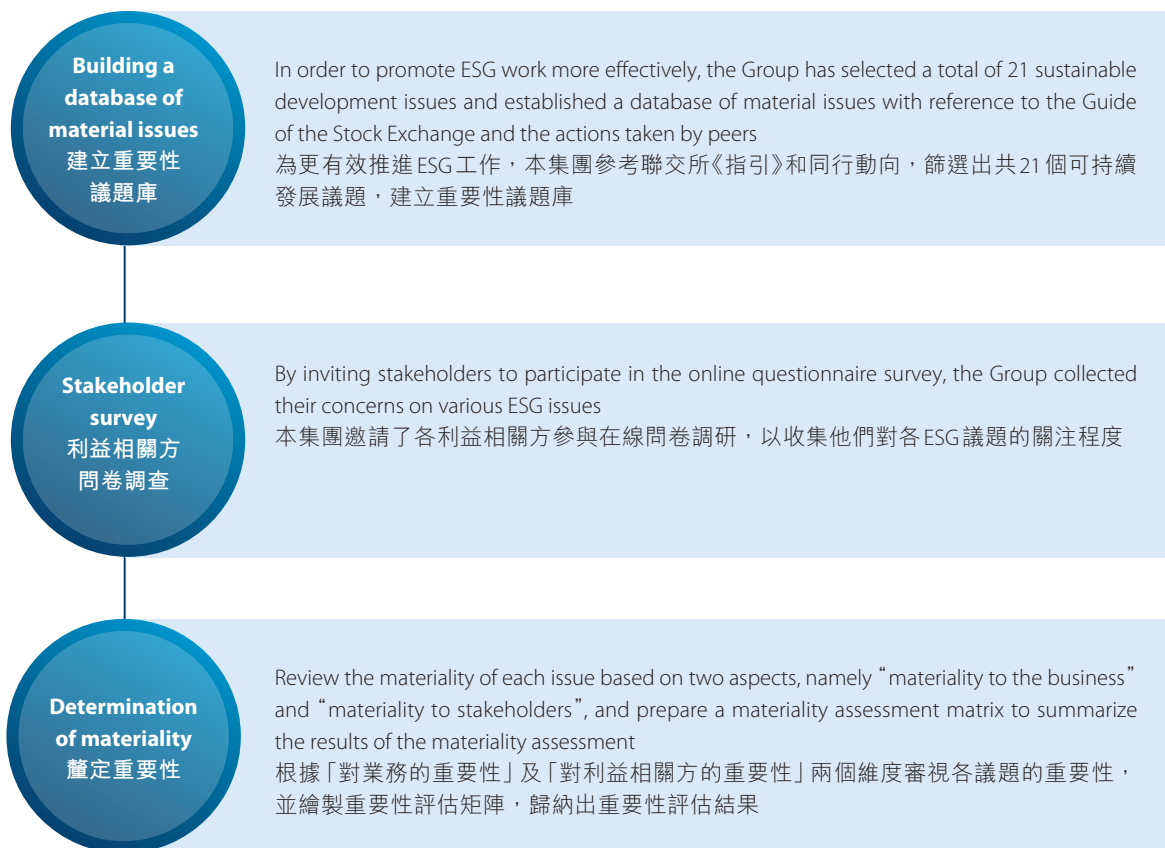 Building a
database of
material issues
建立重要性
議題庫
In order to promote ESG work more effectively, the Group has selected a total of 21 sustainable
development issues and established a database of material issues with reference to the Guide
of the Stock Exchange and the actions taken by peers
為更有效推進ESG工作，本集團參考聯交所《指引》和同行動向，篩選出共21個可持續
發展議題，建立重要性議題庫
Stakeholder
survey
利益相關方
問卷調查
By inviting stakeholders to participate in the online questionnaire survey, the Group collected
their concerns on various ESG issues
本集團邀請了各利益相關方參與在線問卷調研，以收集他們對各ESG議題的關注程度
Determination
of materiality
釐定重要性
Review the materiality of each issue based on two aspects, namely “materiality to the business”
and “materiality to stakeholders”, and prepare a materiality assessment matrix to summarize
the results of the materiality assessment
根據「對業務的重要性」及「對利益相關方的重要性」兩個維度審視各議題的重要性，
並繪製重要性評估矩陣，歸納出重要性評估結果